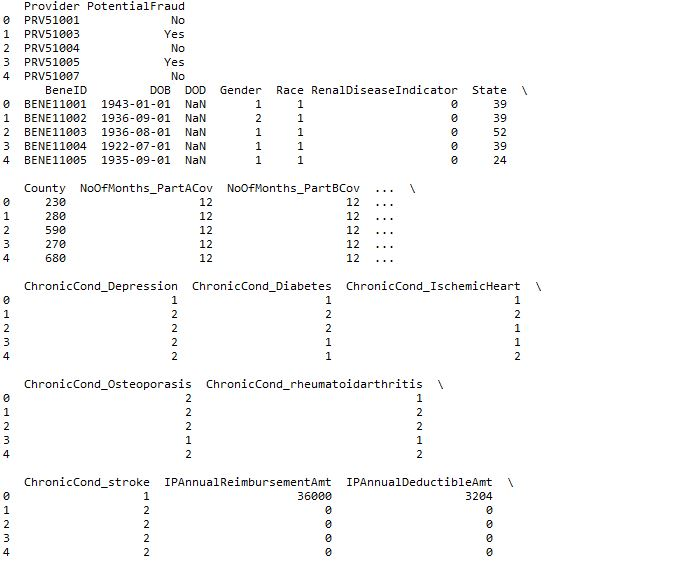 Provider PotentialFraud
0 PRV51001 No
1 PRV51003 Yes
2 PRV51004 No
3 PRV51005 Yes
4 PRV51007 No
BeneID DOB DOD Gender Race RenalDiseaseIndicator State \
0 BENE11001 1943-01-01 NaN 1 1 0 39
1 BENE11002 1936-09-01 NaN 2 1 0 39
2 BENE11003 1936-08-01 NaN 1 1 0 52
3 BENE11004 1922-07-01 NaN 1 1 0 39
4 BENE11005 1935-09-01 NaN 1 1 0 24
County NoOfMonths_PartACov NoOfMonths_PartBCov ... \
0 230 12 12 ...
1 280 12 12 ...
2 590 12 12 ...
3 270 12 12 ...
4 680 12 12 ...
ChronicCond_Depression ChronicCond_Diabetes ChronicCond_IschemicHeart \
0 1 1 1
1 2 2 2
2 2 2 1
3 2 1 1
4 2 1 2
ChronicCond_Osteoporasis ChronicCond_rheumatoidarthritis \
0 2 1
1 2 2
2 2 2
3 1 1
4 2 2
ChronicCond_stroke IPAnnualReimbursementAmt IPAnnualDeductibleAmt \
0 1 36000 3204
1 2 0 0
2 2 0 0
3 2 0 0
4 2 0 0